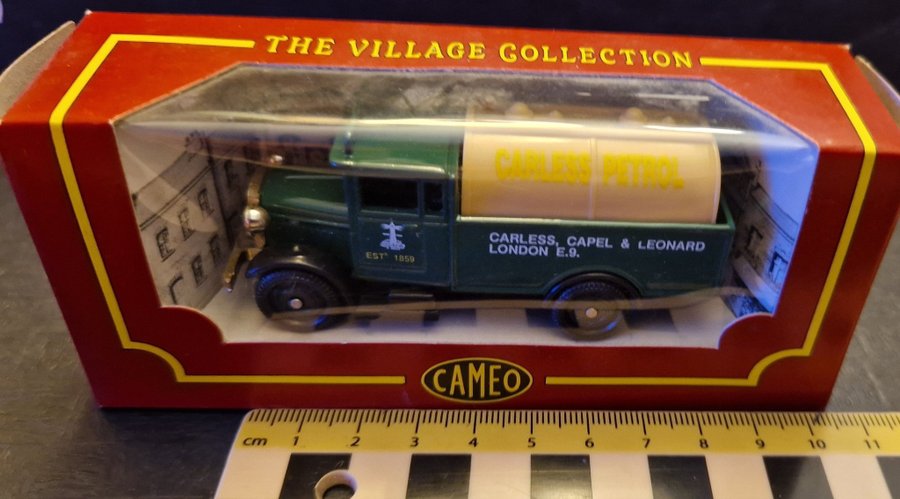 THE VILLAGE COLLECTION
CARLESS PETROL
CARLESS, CAPEL & LEONARD
LONDON E.9.
ESTD 1859
CAMEO
cm 1 2 3 4 5 6 7 8 9 10 11